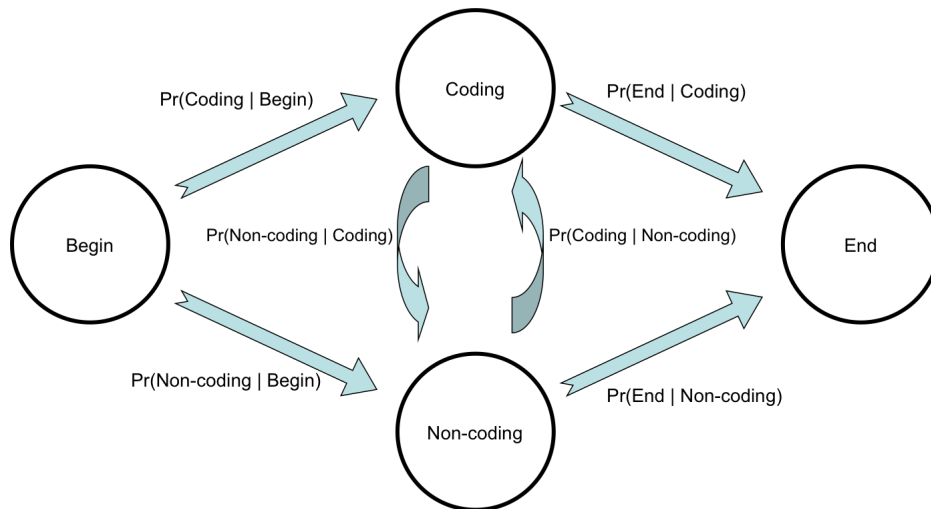 Coding
Pr(Coding | Begin)
Pr(End | Coding)
Begin
Pr(Non-coding | Coding)
Pr(Coding | Non-coding)
End
Pr(Non-coding | Begin)
Pr(End | Non-coding)
Non-coding